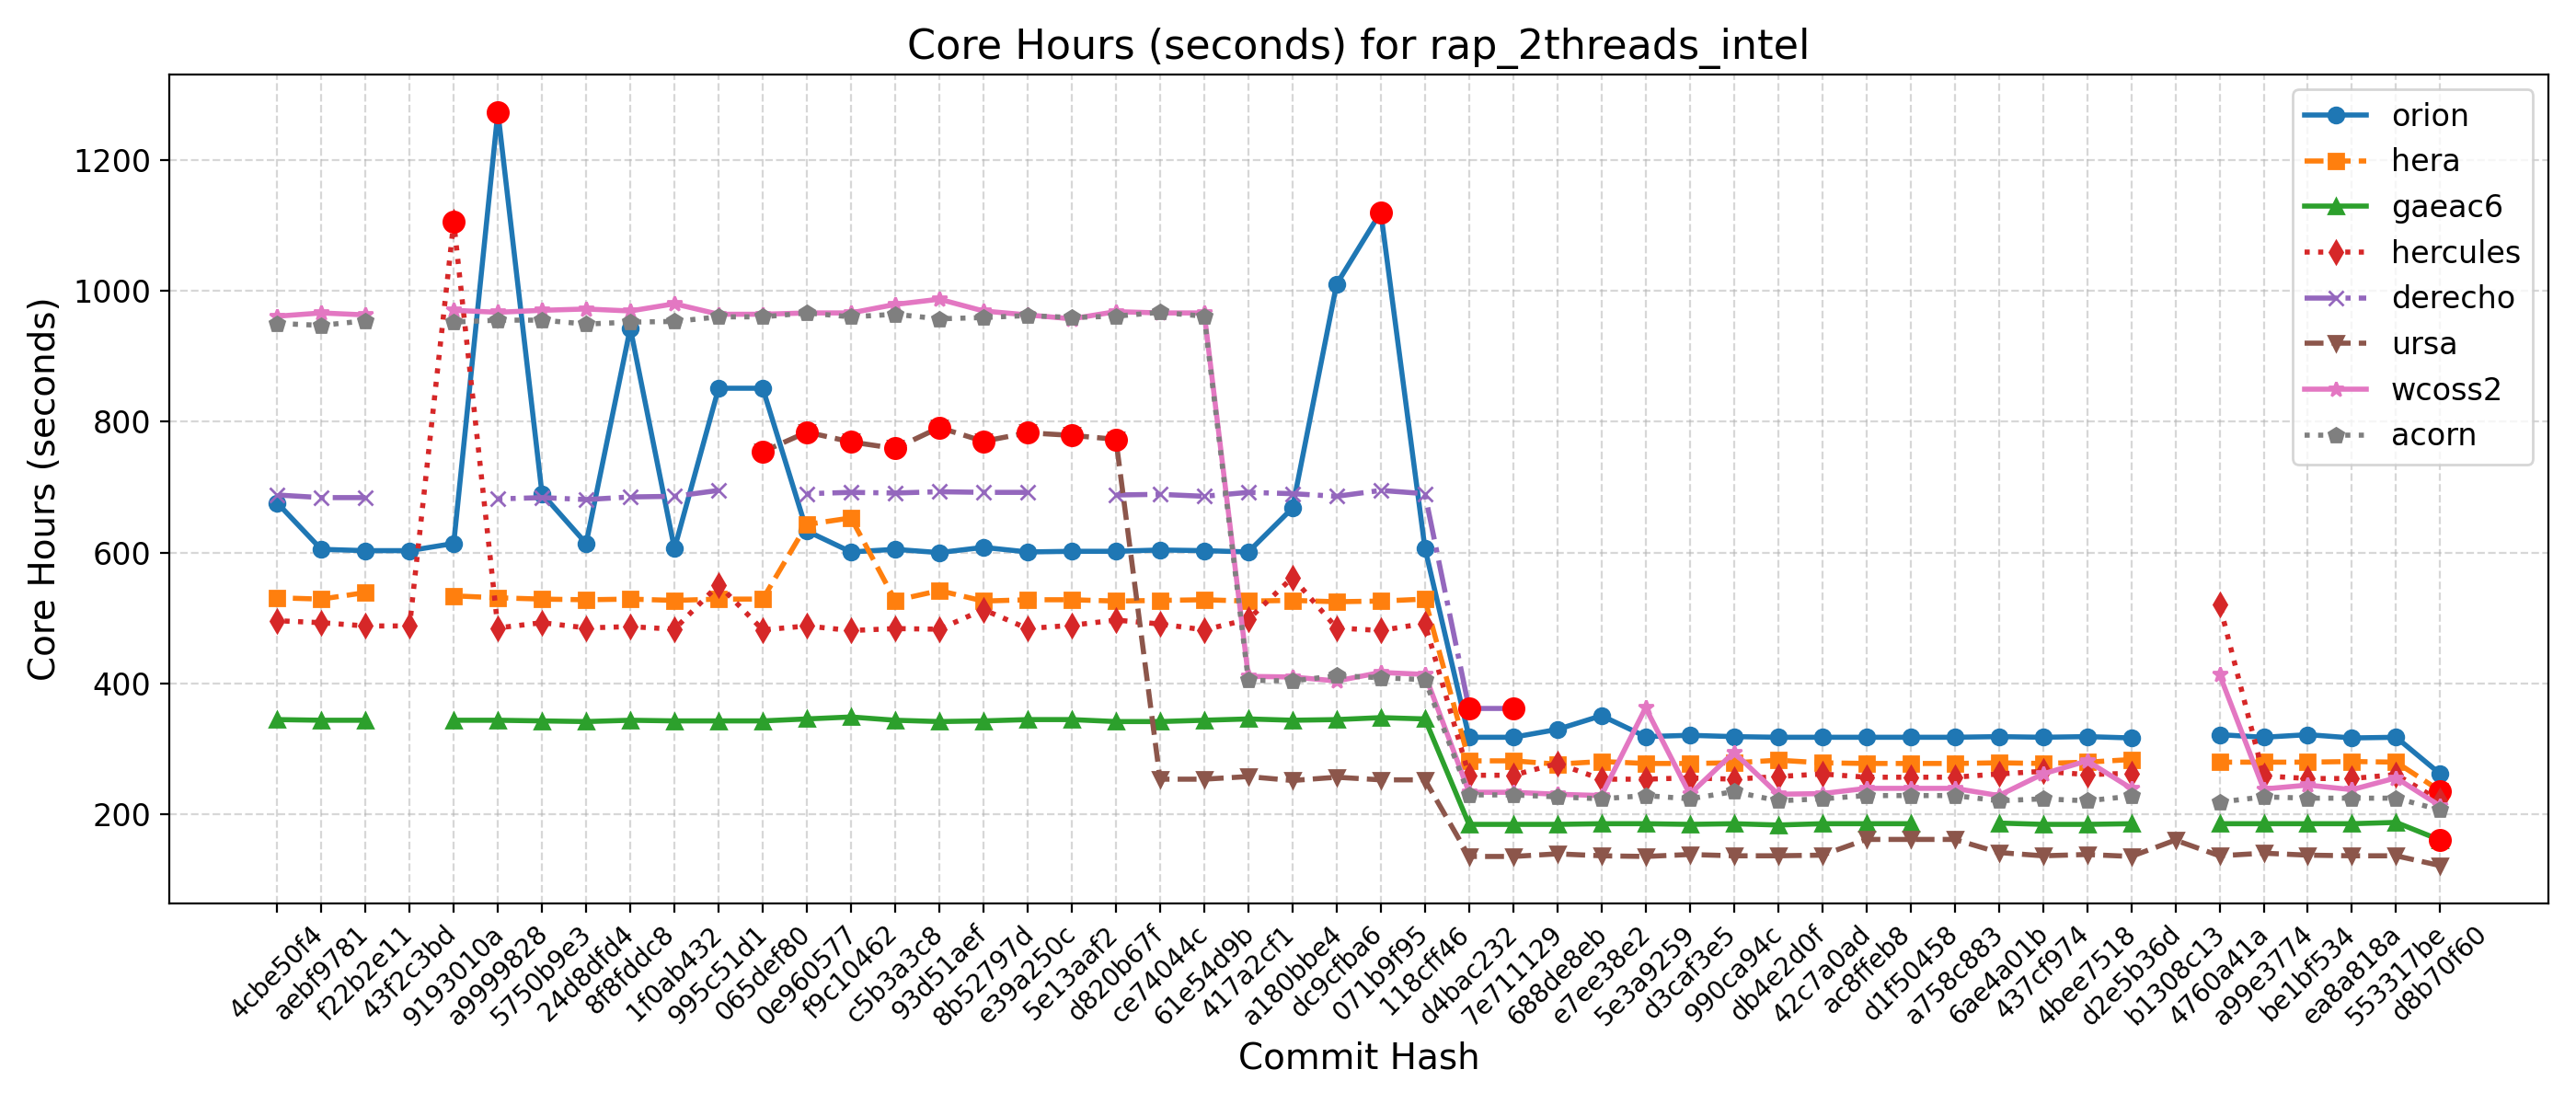 Core Hours (seconds) for rap_2threads_intel
Core Hours (seconds)
1200
1000
800
600
400
200
orion
hera
gaeac6
hercules
derecho
ursa
wcoss2
acorn
4cbe50f4
aebf9781
f22b2e11
43f2c3bd
9193010a
a9999828
5750b9e3
24d8dfd4
8f8fddc8
1f0ab432
995c51d1
065def80
0e960577
f9c10462
c5b3a3c8
93d51aef
8b52797d
e39a250c
5e13aaf2
d820b67f
ce74044c
61e54d9b
417a2cf1
a180bbe4
dc9cfba6
071b9f95
118cff46
d4bac232
7e711129
688de8eb
e7ee38e2
5e3a9259
d3caf3e5
990ca94c
db4e2d0f
42c7a0ad
ac8ffeb8
d1f50458
a758c883
6ae4a01b
437cf974
4bee7518
d2e5b36d
b1308c13
4760a41a
a99e3774
be1bf534
ea8a818a
553317be
d8b70f60
Commit Hash